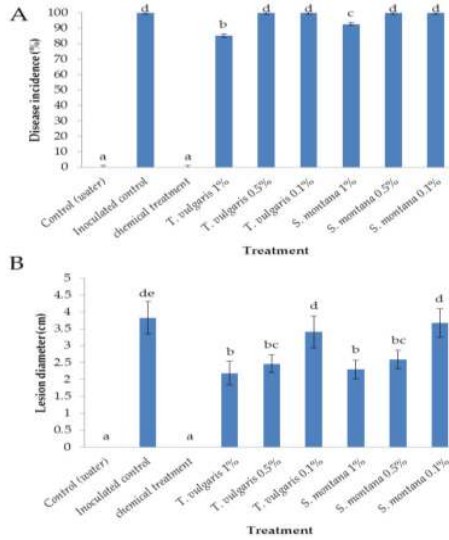 A
Disease incidence (%)
100
90
80
70
60
50
40
30
20
10
0
a
d
a
b
d
d
c
d
d
Control (water)
Inoculated control
chemical treatment
T. vulgaris 1%
T. vulgaris 0.5%
T. vulgaris 0.1%
S. montana 1%
S. montana 0.5%
S. montana 0.1%
Treatment
B
Lesion diameter (cm)
5
4.5
4
3.5
3
2.5
2
1.5
1
0.5
0
a
de
a
b
bc
d
b
bc
d
Control (water)
Inoculated control
chemical treatment
T. vulgaris 1%
T. vulgaris 0.5%
T. vulgaris 0.1%
S. montana 1%
S. montana 0.5%
S. montana 0.1%
Treatment